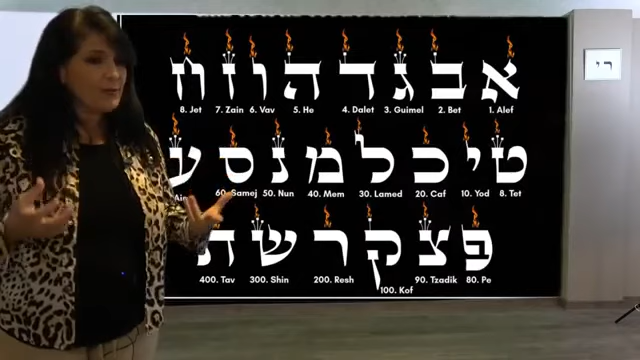 א ב ג ד ה ו ז ח
8. Jet 7. Zain 6. Vav 5. He 4. Dalet 3. Guimel 2. Bet 1. Alef
ט י כ ל מ נ ס ע
60. Samej 50. Nun 40. Mem 30. Lamed 20. Caf 10. Yod 8. Tet
פ צ ק ר ש ת
400. Tav 300. Shin 200. Resh 100. Kof 90. Tzadik 80. Pe